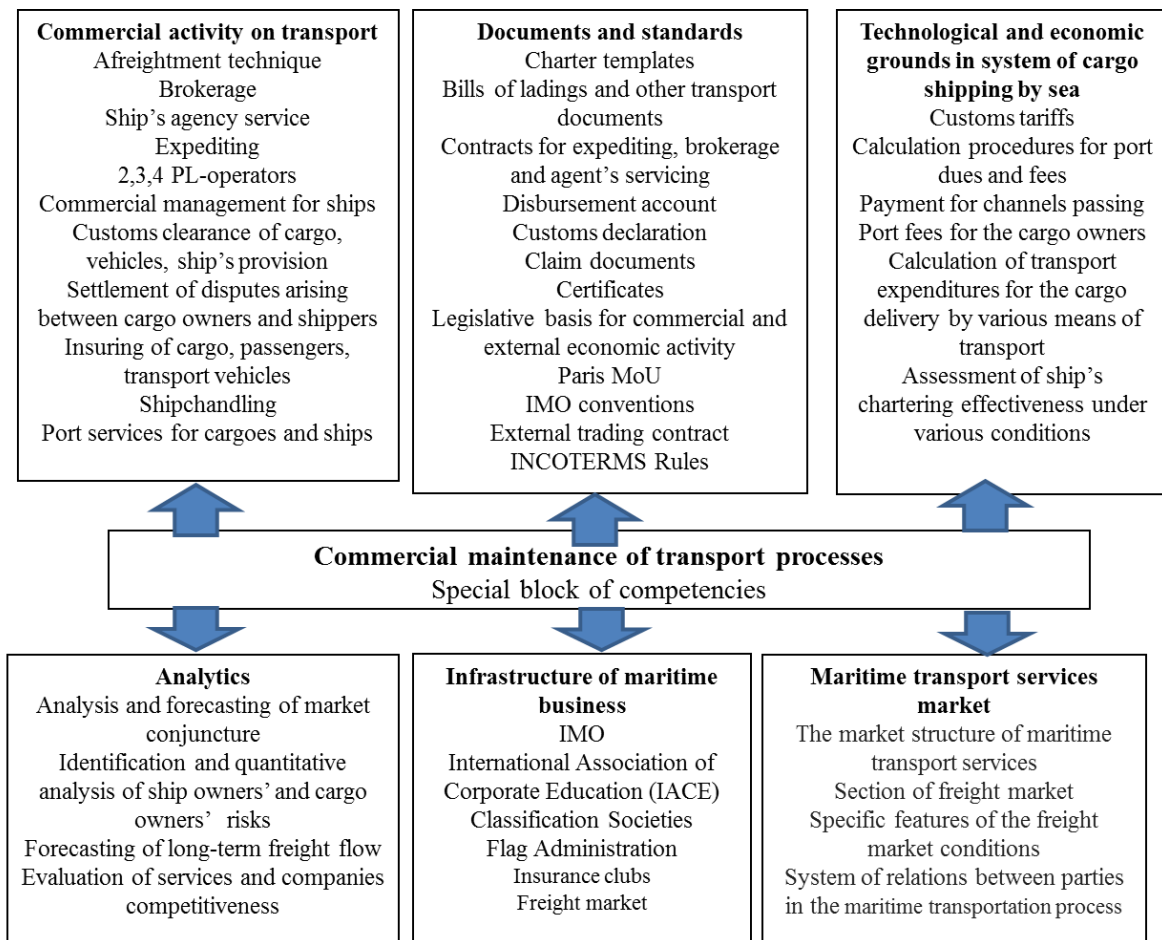 Commercial activity on transport
Afreightment technique
Brokerage
Ship's agency service
Expediting
2,3,4 PL-operators
Commercial management for ships
Customs clearance of cargo,
vehicles, ship's provision
Settlement of disputes arising
between cargo owners and shippers
Insuring of cargo, passengers,
transport vehicles
Shipchandling
Port services for cargoes and ships
Documents and standards
Charter templates
Bills of ladings and other transport
documents
Contracts for expediting, brokerage
and agent's servicing
Disbursement account
Customs declaration
Claim documents
Certificates
Legislative basis for commercial and
external economic activity
Paris MoU
IMO conventions
External trading contract
INCOTERMS Rules
Technological and economic
grounds in system of cargo
shipping by sea
Customs tariffs
Calculation procedures for port
dues and fees
Payment for channels passing
Port fees for the cargo owners
Calculation of transport
expenditures for the cargo
delivery by various means of
transport
Assessment of ship's
chartering effectiveness under
various conditions
Commercial maintenance of transport processes
Special block of competencies
Analytics
Analysis and forecasting of market
conjuncture
Identification and quantitative
analysis of ship owners' and cargo
owners' risks
Forecasting of long-term freight flow
Evaluation of services and companies
competitiveness
Infrastructure of maritime
business
IMO
International Association of
Corporate Education (IACE)
Classification Societies
Flag Administration
Insurance clubs
Freight market
Maritime transport services
market
The market structure of maritime
transport services
Section of freight market
Specific features of the freight
market conditions
System of relations between parties
in the maritime transportation process